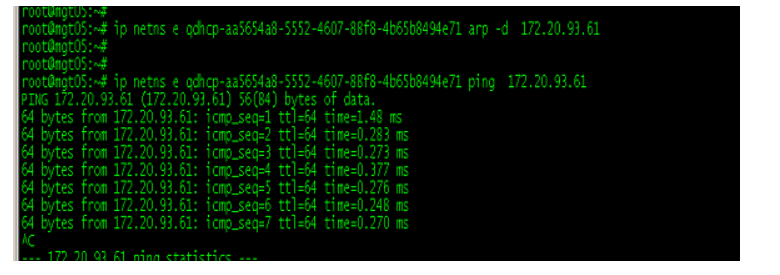 root@mgt05:~#
root@mgt05:~# ip netns e qdhcp-aa5654a8-5552-4607-88f8-4b65b8494e71 arp -d  172.20.93.61
root@mgt05:~#
root@mgt05:~#
root@mgt05:~# ip netns e qdhcp-aa5654a8-5552-4607-88f8-4b65b8494e71 ping  172.20.93.61
PING 172.20.93.61 (172.20.93.61) 56(84) bytes of data.
64 bytes from 172.20.93.61: icmp_seq=1 ttl=64 time=1.48 ms
64 bytes from 172.20.93.61: icmp_seq=2 ttl=64 time=0.283 ms
64 bytes from 172.20.93.61: icmp_seq=3 ttl=64 time=0.273 ms
64 bytes from 172.20.93.61: icmp_seq=4 ttl=64 time=0.377 ms
64 bytes from 172.20.93.61: icmp_seq=5 ttl=64 time=0.276 ms
64 bytes from 172.20.93.61: icmp_seq=6 ttl=64 time=0.248 ms
64 bytes from 172.20.93.61: icmp_seq=7 ttl=64 time=0.270 ms
^C
--- 172.20.93.61 ping statistics ---